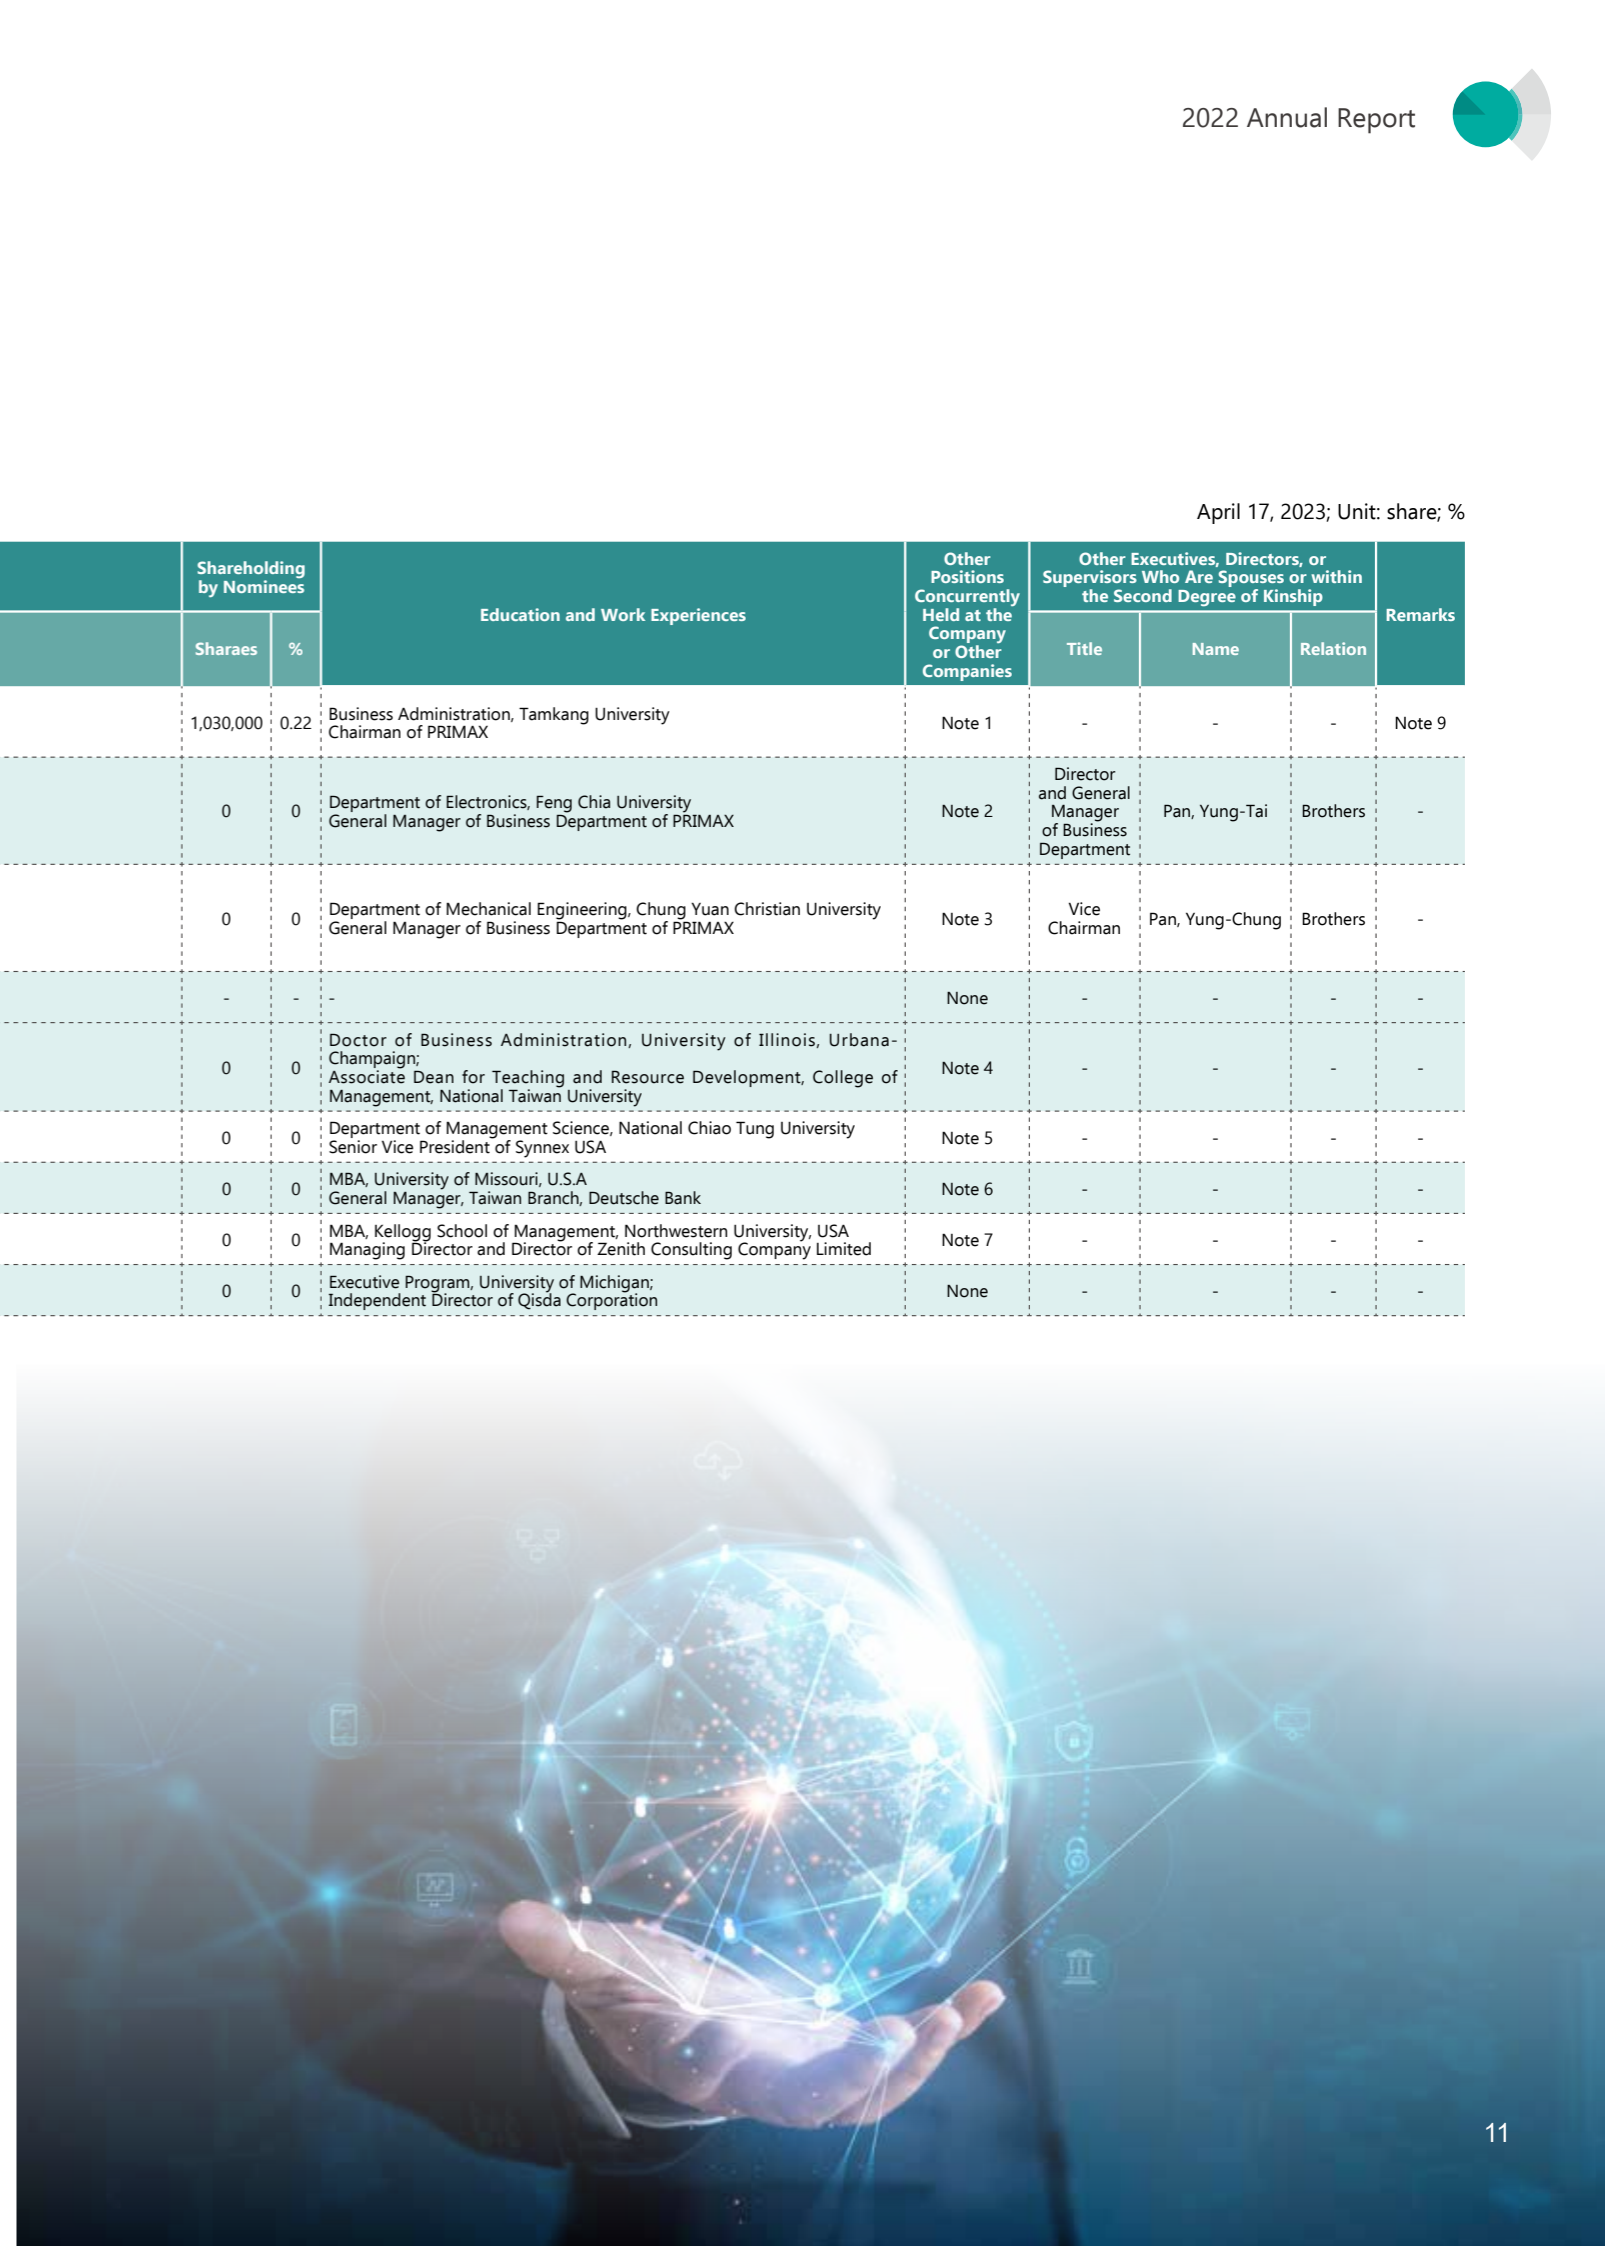 2022 Annual Report
April 17, 2023; Unit: share; %
Shareholding
by Nominees
Education and Work Experiences
Other
Positions
Concurrently
Held at the
Company
or Other
Companies
Other Executives, Directors, or
Supervisors Who Are Spouses or within
the Second Degree of Kinship
Remarks
Sharaes
%
Title
Name
Relation
1,030,000
0.22
Business Administration, Tamkang University
Chairman of PRIMAX
Note 1
-
-
-
Note 9
0
0
Department of Electronics, Feng Chia University
General Manager of Business Department of PRIMAX
Note 2
Director
and General
Manager
of Business
Department
Pan, Yung-Tai
Brothers
-
0
0
Department of Mechanical Engineering, Chung Yuan Christian University
General Manager of Business Department of PRIMAX
Note 3
Vice
Chairman
Pan, Yung-Chung
Brothers
-
-
-
-
None
-
-
-
-
0
0
Doctor of Business Administration, University of Illinois, Urbana-
Champaign;
Associate Dean for Teaching and Resource Development, College of
Management, National Taiwan University
Note 4
-
-
-
-
0
0
Department of Management Science, National Chiao Tung University
Senior Vice President of Synnex USA
Note 5
-
-
-
-
0
0
MBA, University of Missouri, U.S.A
General Manager, Taiwan Branch, Deutsche Bank
Note 6
-
-
-
0
0
MBA, Kellogg School of Management, Northwestern University, USA
Managing Director and Director of Zenith Consulting Company Limited
Note 7
-
-
-
-
0
0
Executive Program, University of Michigan;
Independent Director of Qisda Corporation
None
-
-
-
-
11